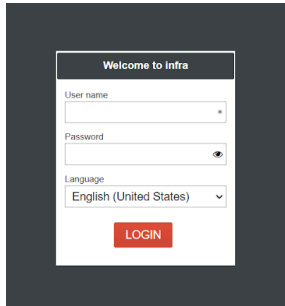 Welcome to infra
User name
*
Password
Language
English (United States)
LOGIN